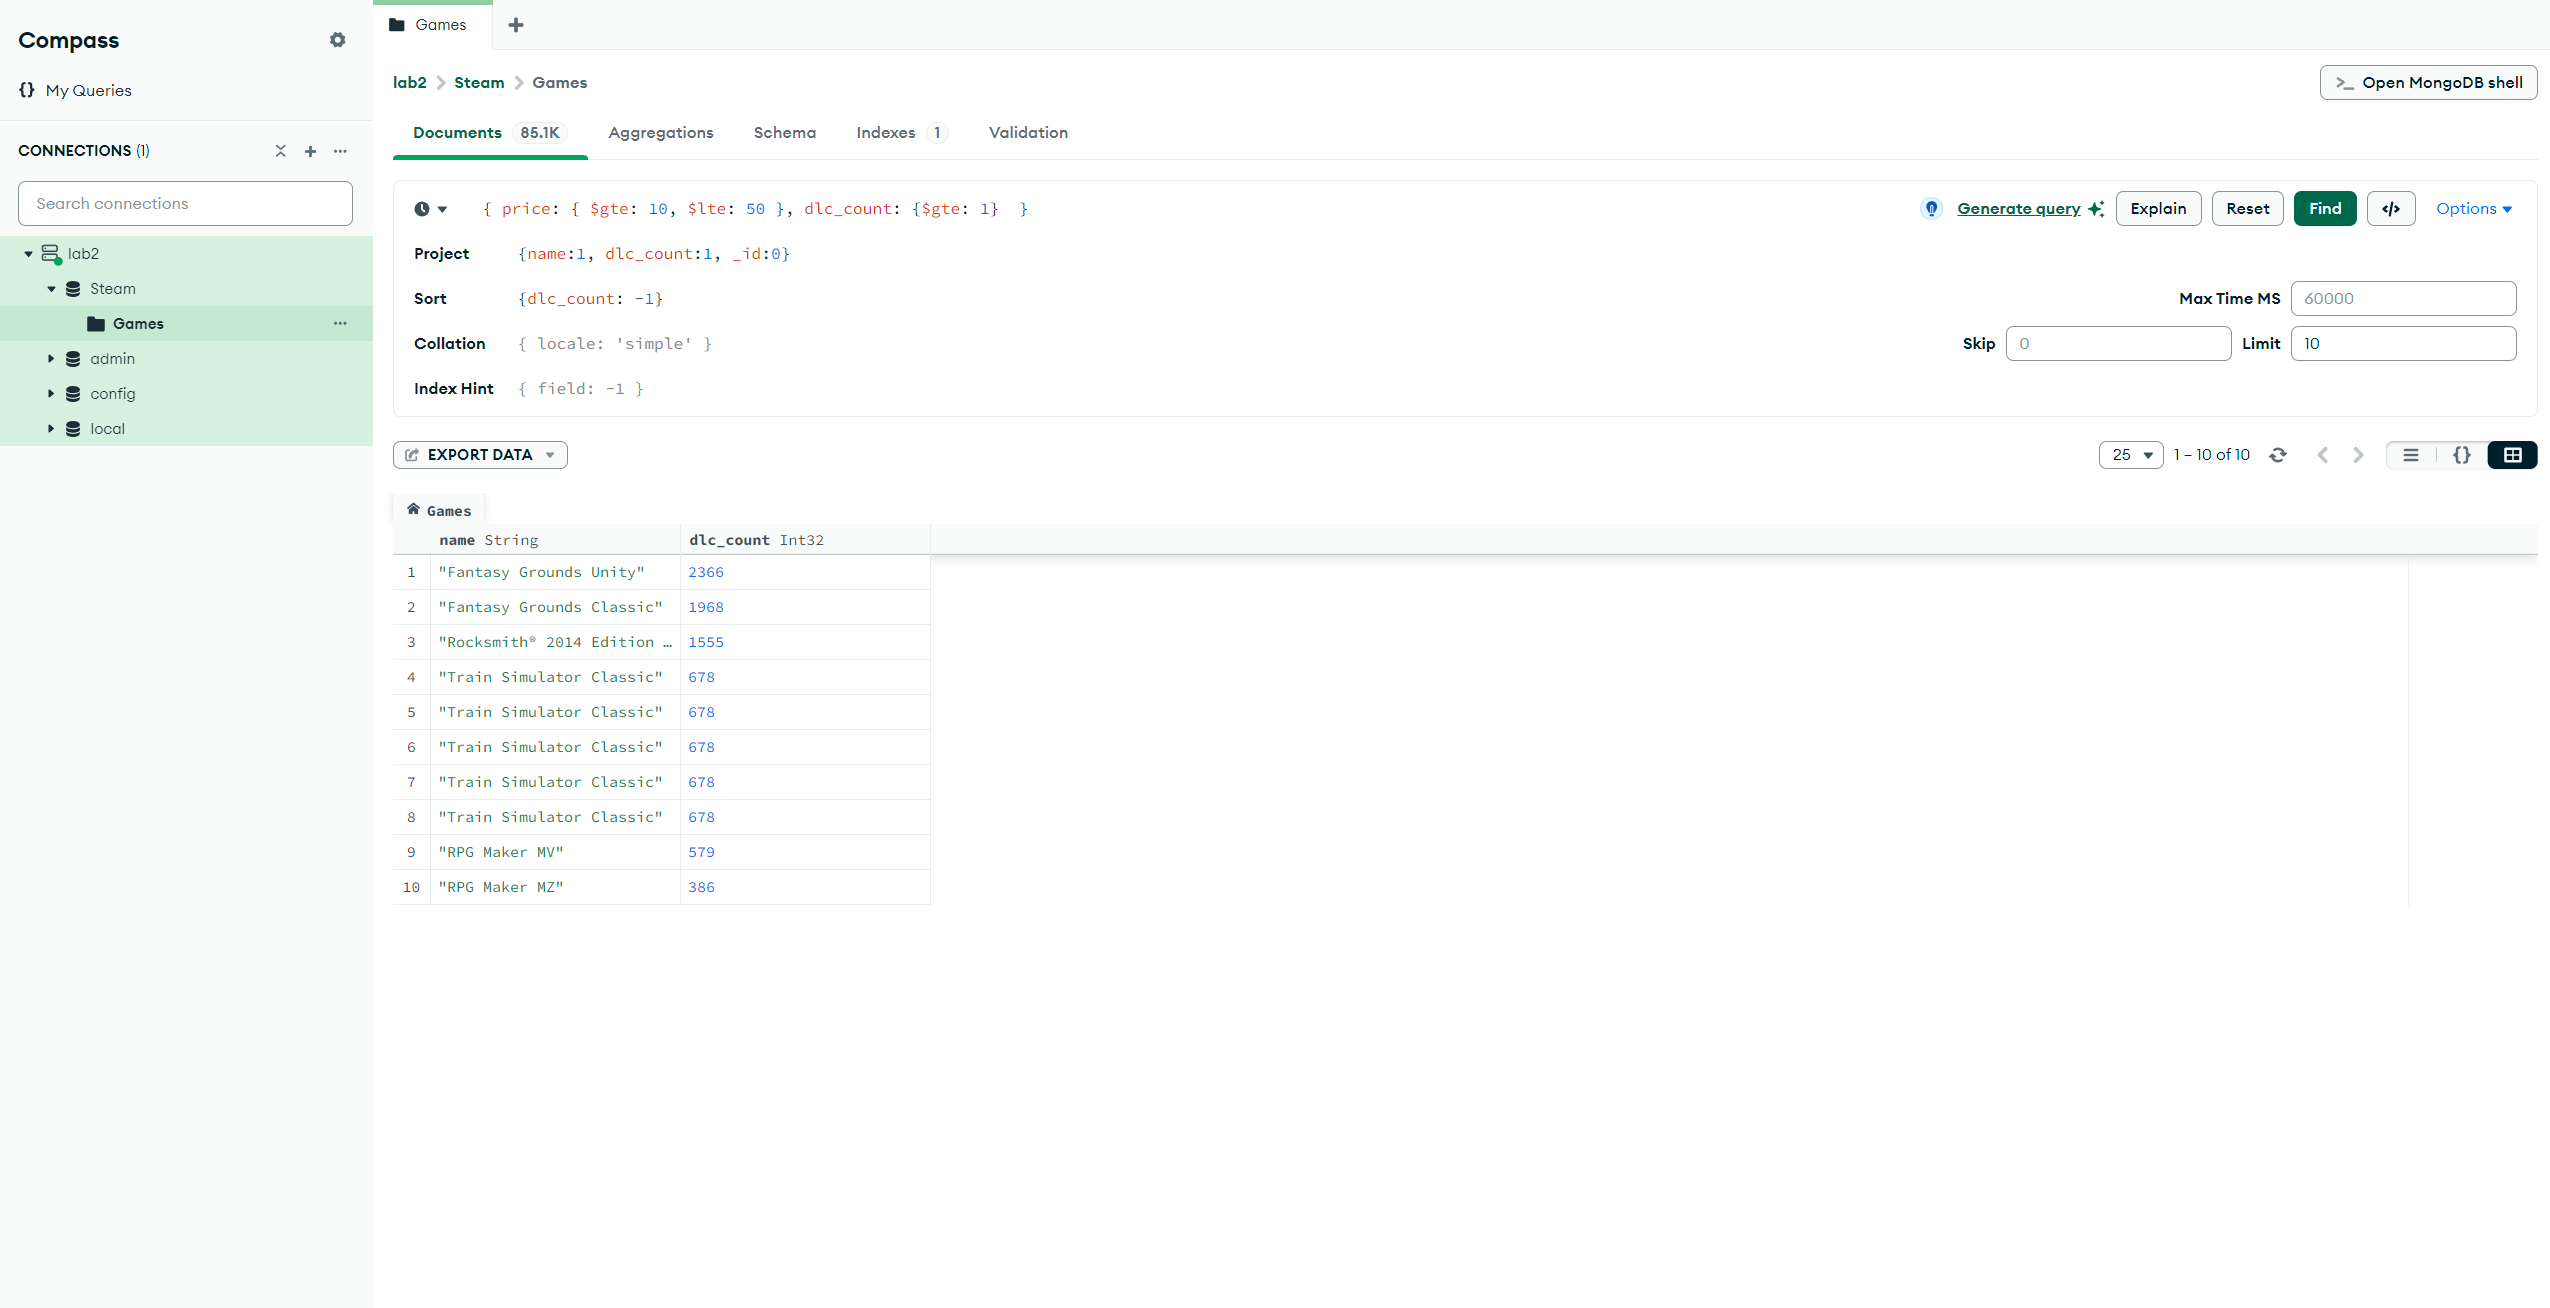 Compass
My Queries
CONNECTIONS (1)
Search connections
lab2
Steam
Games
admin
config
local
Games
lab2 > Steam > Games
>_ Open MongoDB shell
Documents 85.1K Aggregations Schema Indexes 1 Validation
{ price: { $gte: 10, $lte: 50 }, dlc_count: {$gte: 1}  }
Generate query Explain Reset Find </> Options
Project {name:1, dlc_count:1, _id:0}
Sort {dlc_count: -1}
Max Time MS 60000
Collation { locale: 'simple' }
Skip 0 Limit 10
Index Hint { field: -1 }
EXPORT DATA
25 1 – 10 of 10
Games
name String dlc_count Int32
1 "Fantasy Grounds Unity" 2366
2 "Fantasy Grounds Classic" 1968
3 "Rocksmith® 2014 Edition … 1555
4 "Train Simulator Classic" 678
5 "Train Simulator Classic" 678
6 "Train Simulator Classic" 678
7 "Train Simulator Classic" 678
8 "Train Simulator Classic" 678
9 "RPG Maker MV" 579
10 "RPG Maker MZ" 386